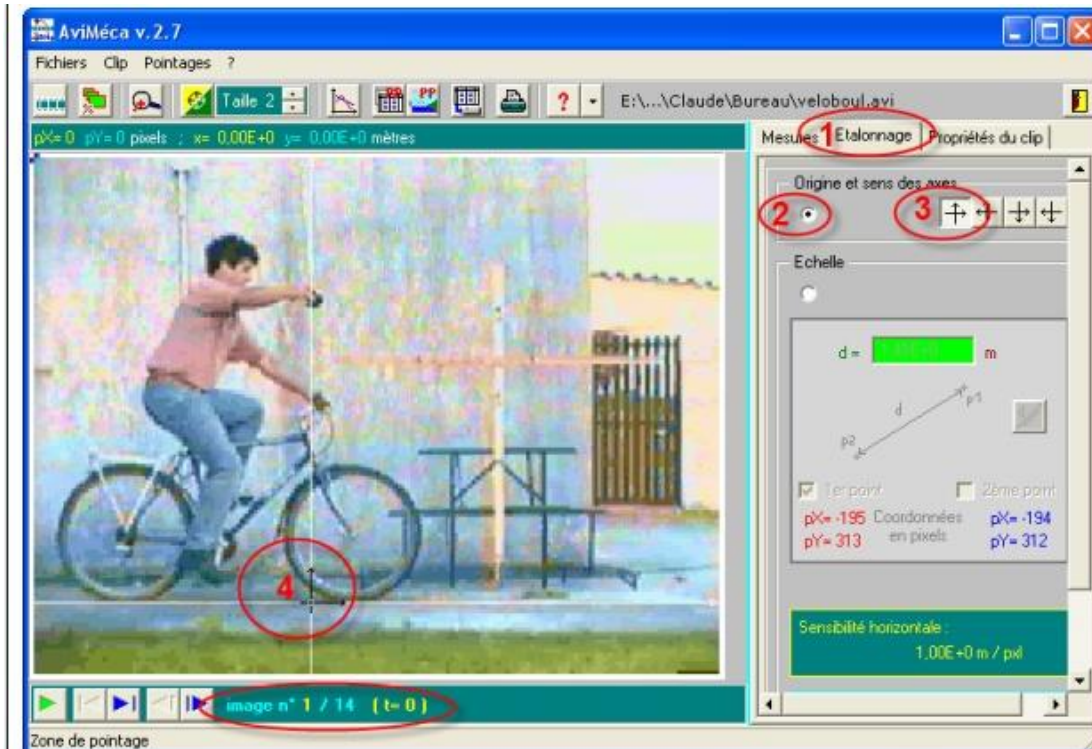 AviMéca v.2.7
Fichiers Clip Pointages ?
Taille 2 PP ? E:\...\Claude\Bureau\veloboul.avi
pX= 0 pY= 0 pixels ; x= 0,00E+0 y= 0,00E+0 mètres
Mesures 1 Etalonnage Propriétés du clip
Origine et sens des axes
2 3
Echelle
d = m
d p1
p2
1er point 2ème point
pX= -195 Coordonnées pX= -194
pY= 313 en pixels pY= 312
4
Sensibilité horizontale :
1,00E+0 m / pxl
image n° 1 / 14 ( t= 0 )
Zone de pointage